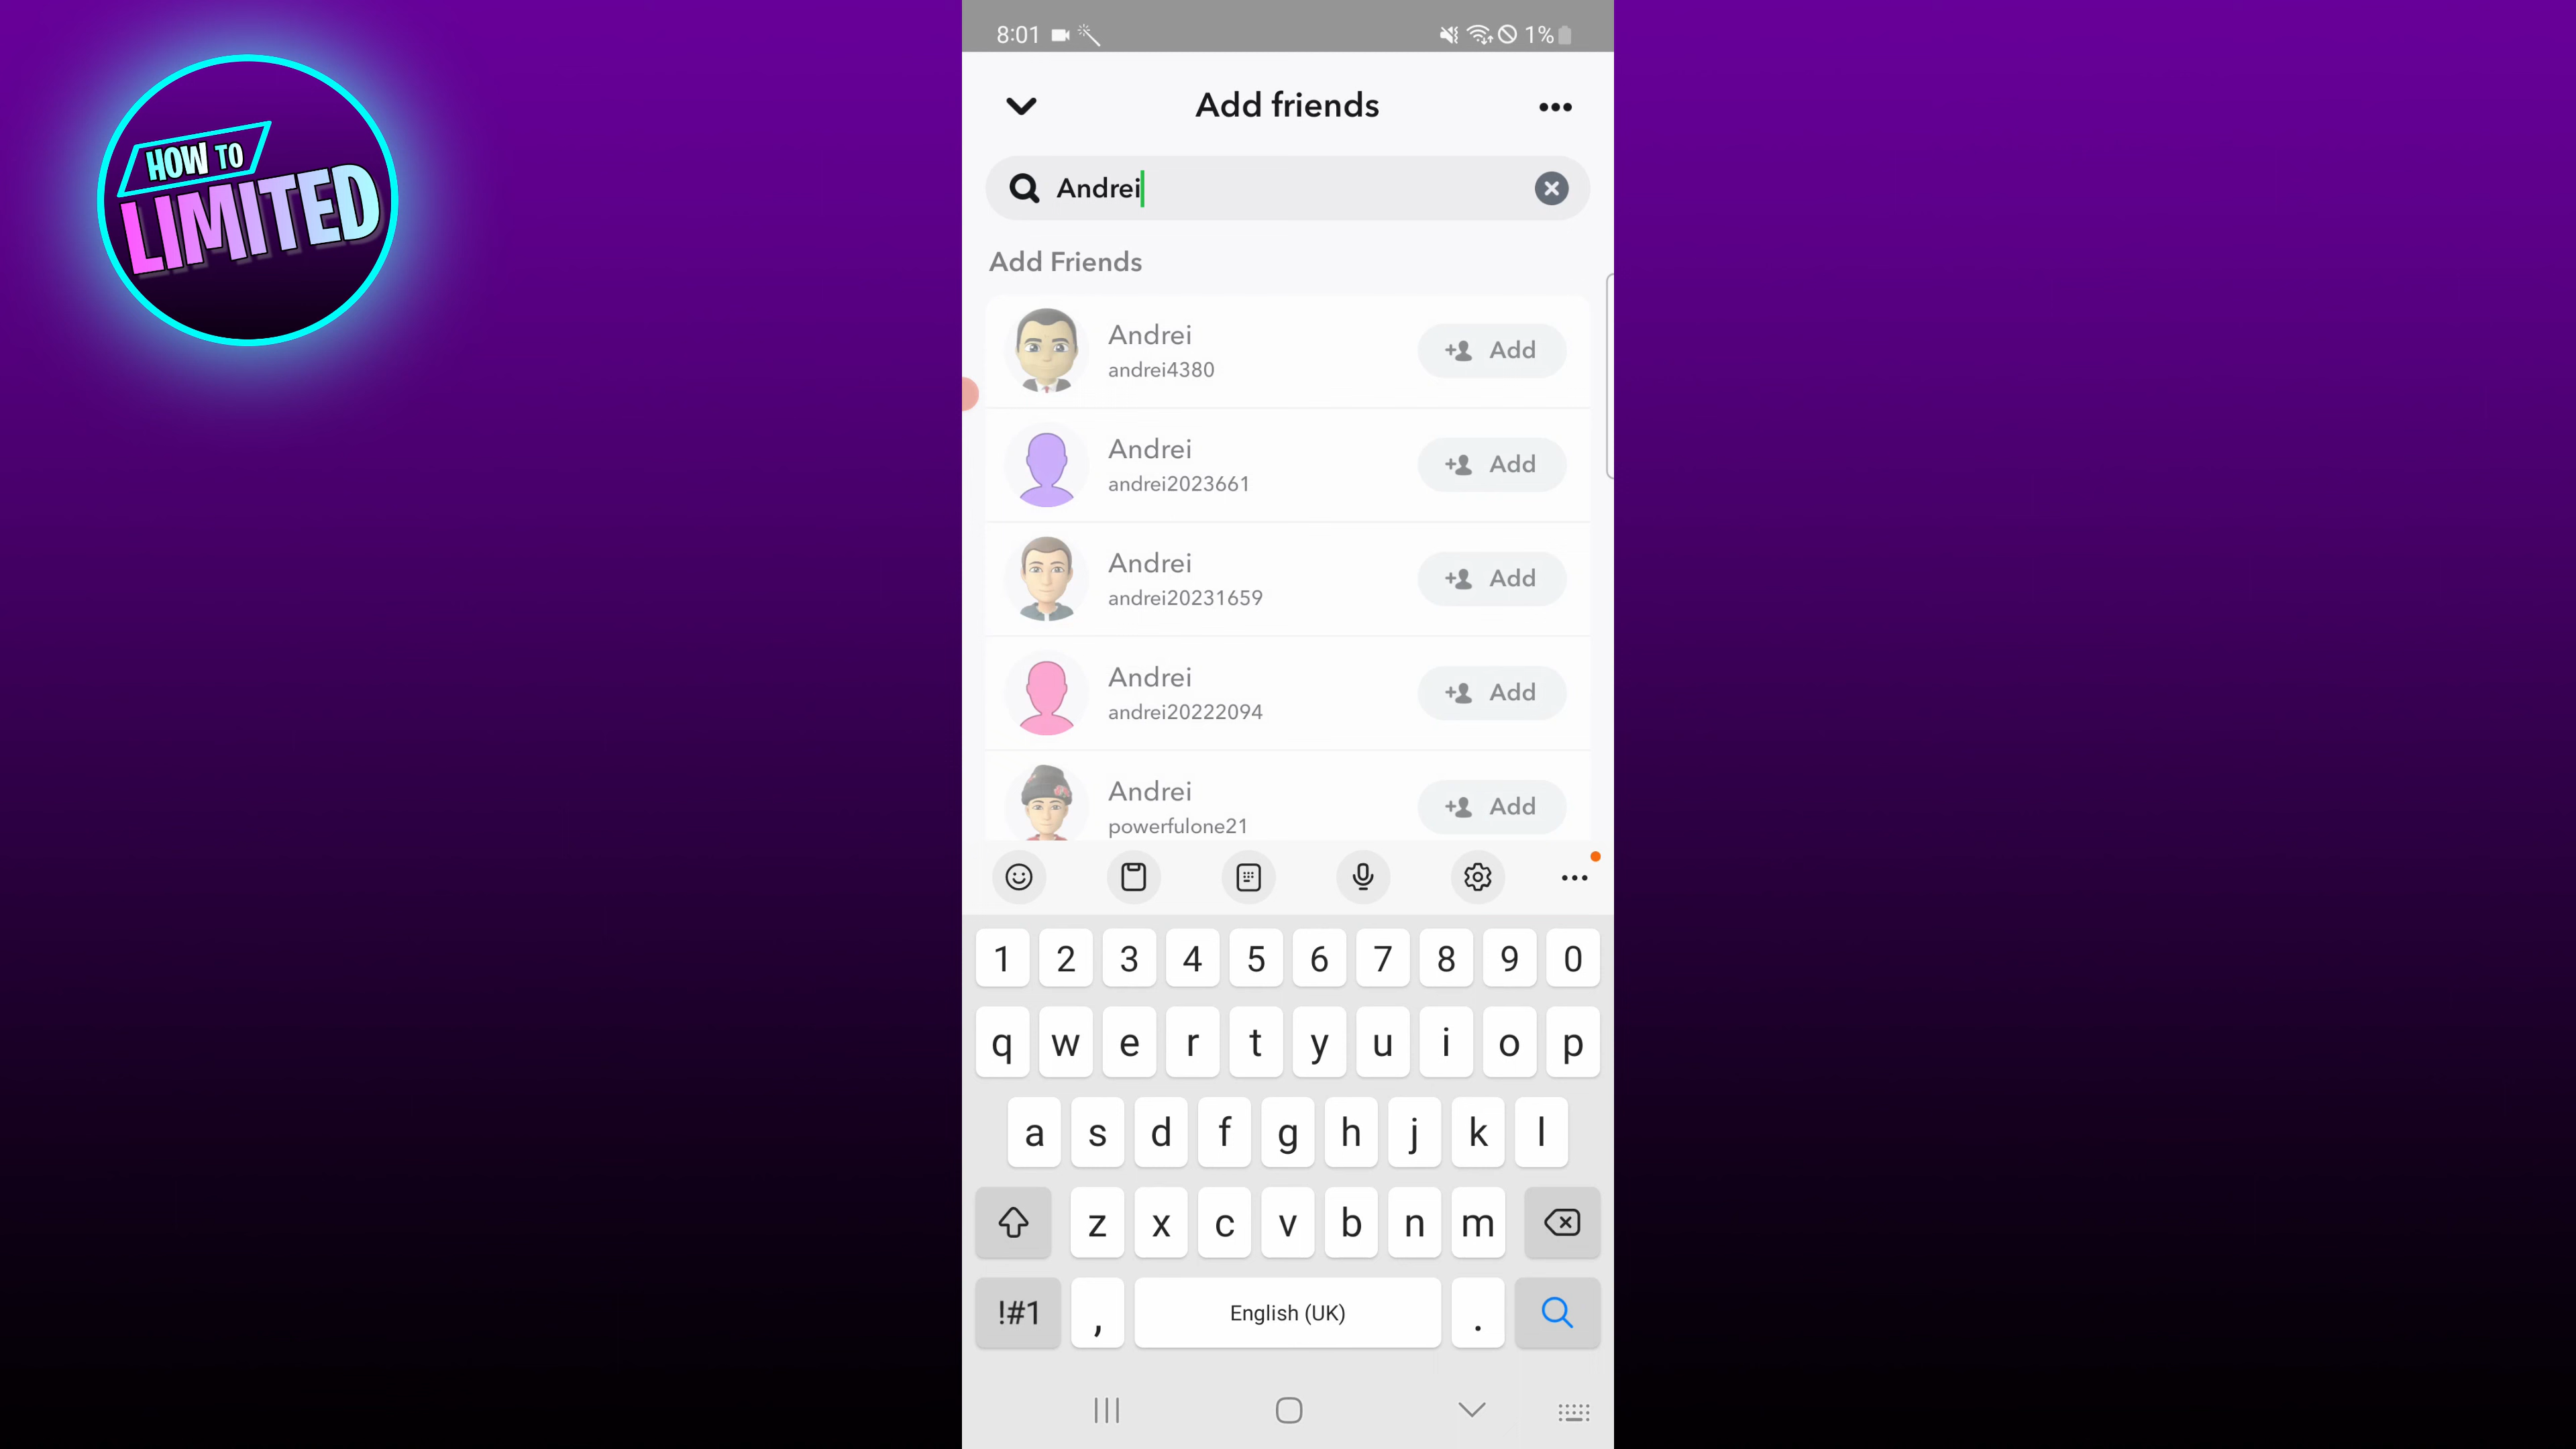 HOW TO
LIMITED
8:01
1%
Add friends
Andrei
Add Friends
Andrei
andrei4380
Add
Andrei
andrei2023661
Add
Andrei
andrei20231659
Add
Andrei
andrei20222094
Add
Andrei
powerfulone21
Add
1 2 3 4 5 6 7 8 9 0
q w e r t y u i o p
a s d f g h j k l
z x c v b n m
!#1 , English (UK) .